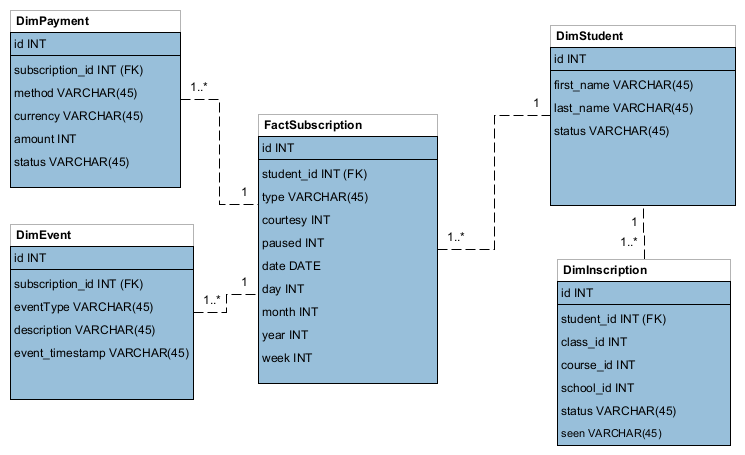 DimPayment
id INT
subscription_id INT (FK)
method VARCHAR(45)
currency VARCHAR(45)
amount INT
status VARCHAR(45)
1..*
1
FactSubscription
id INT
student_id INT (FK)
type VARCHAR(45)
courtesy INT
paused INT
date DATE
day INT
month INT
year INT
week INT
DimEvent
id INT
subscription_id INT (FK)
eventType VARCHAR(45)
description VARCHAR(45)
event_timestamp VARCHAR(45)
1..*
1
DimStudent
id INT
first_name VARCHAR(45)
last_name VARCHAR(45)
status VARCHAR(45)
1
1..*
1
1..*
DimInscription
id INT
student_id INT (FK)
class_id INT
course_id INT
school_id INT
status VARCHAR(45)
seen VARCHAR(45)